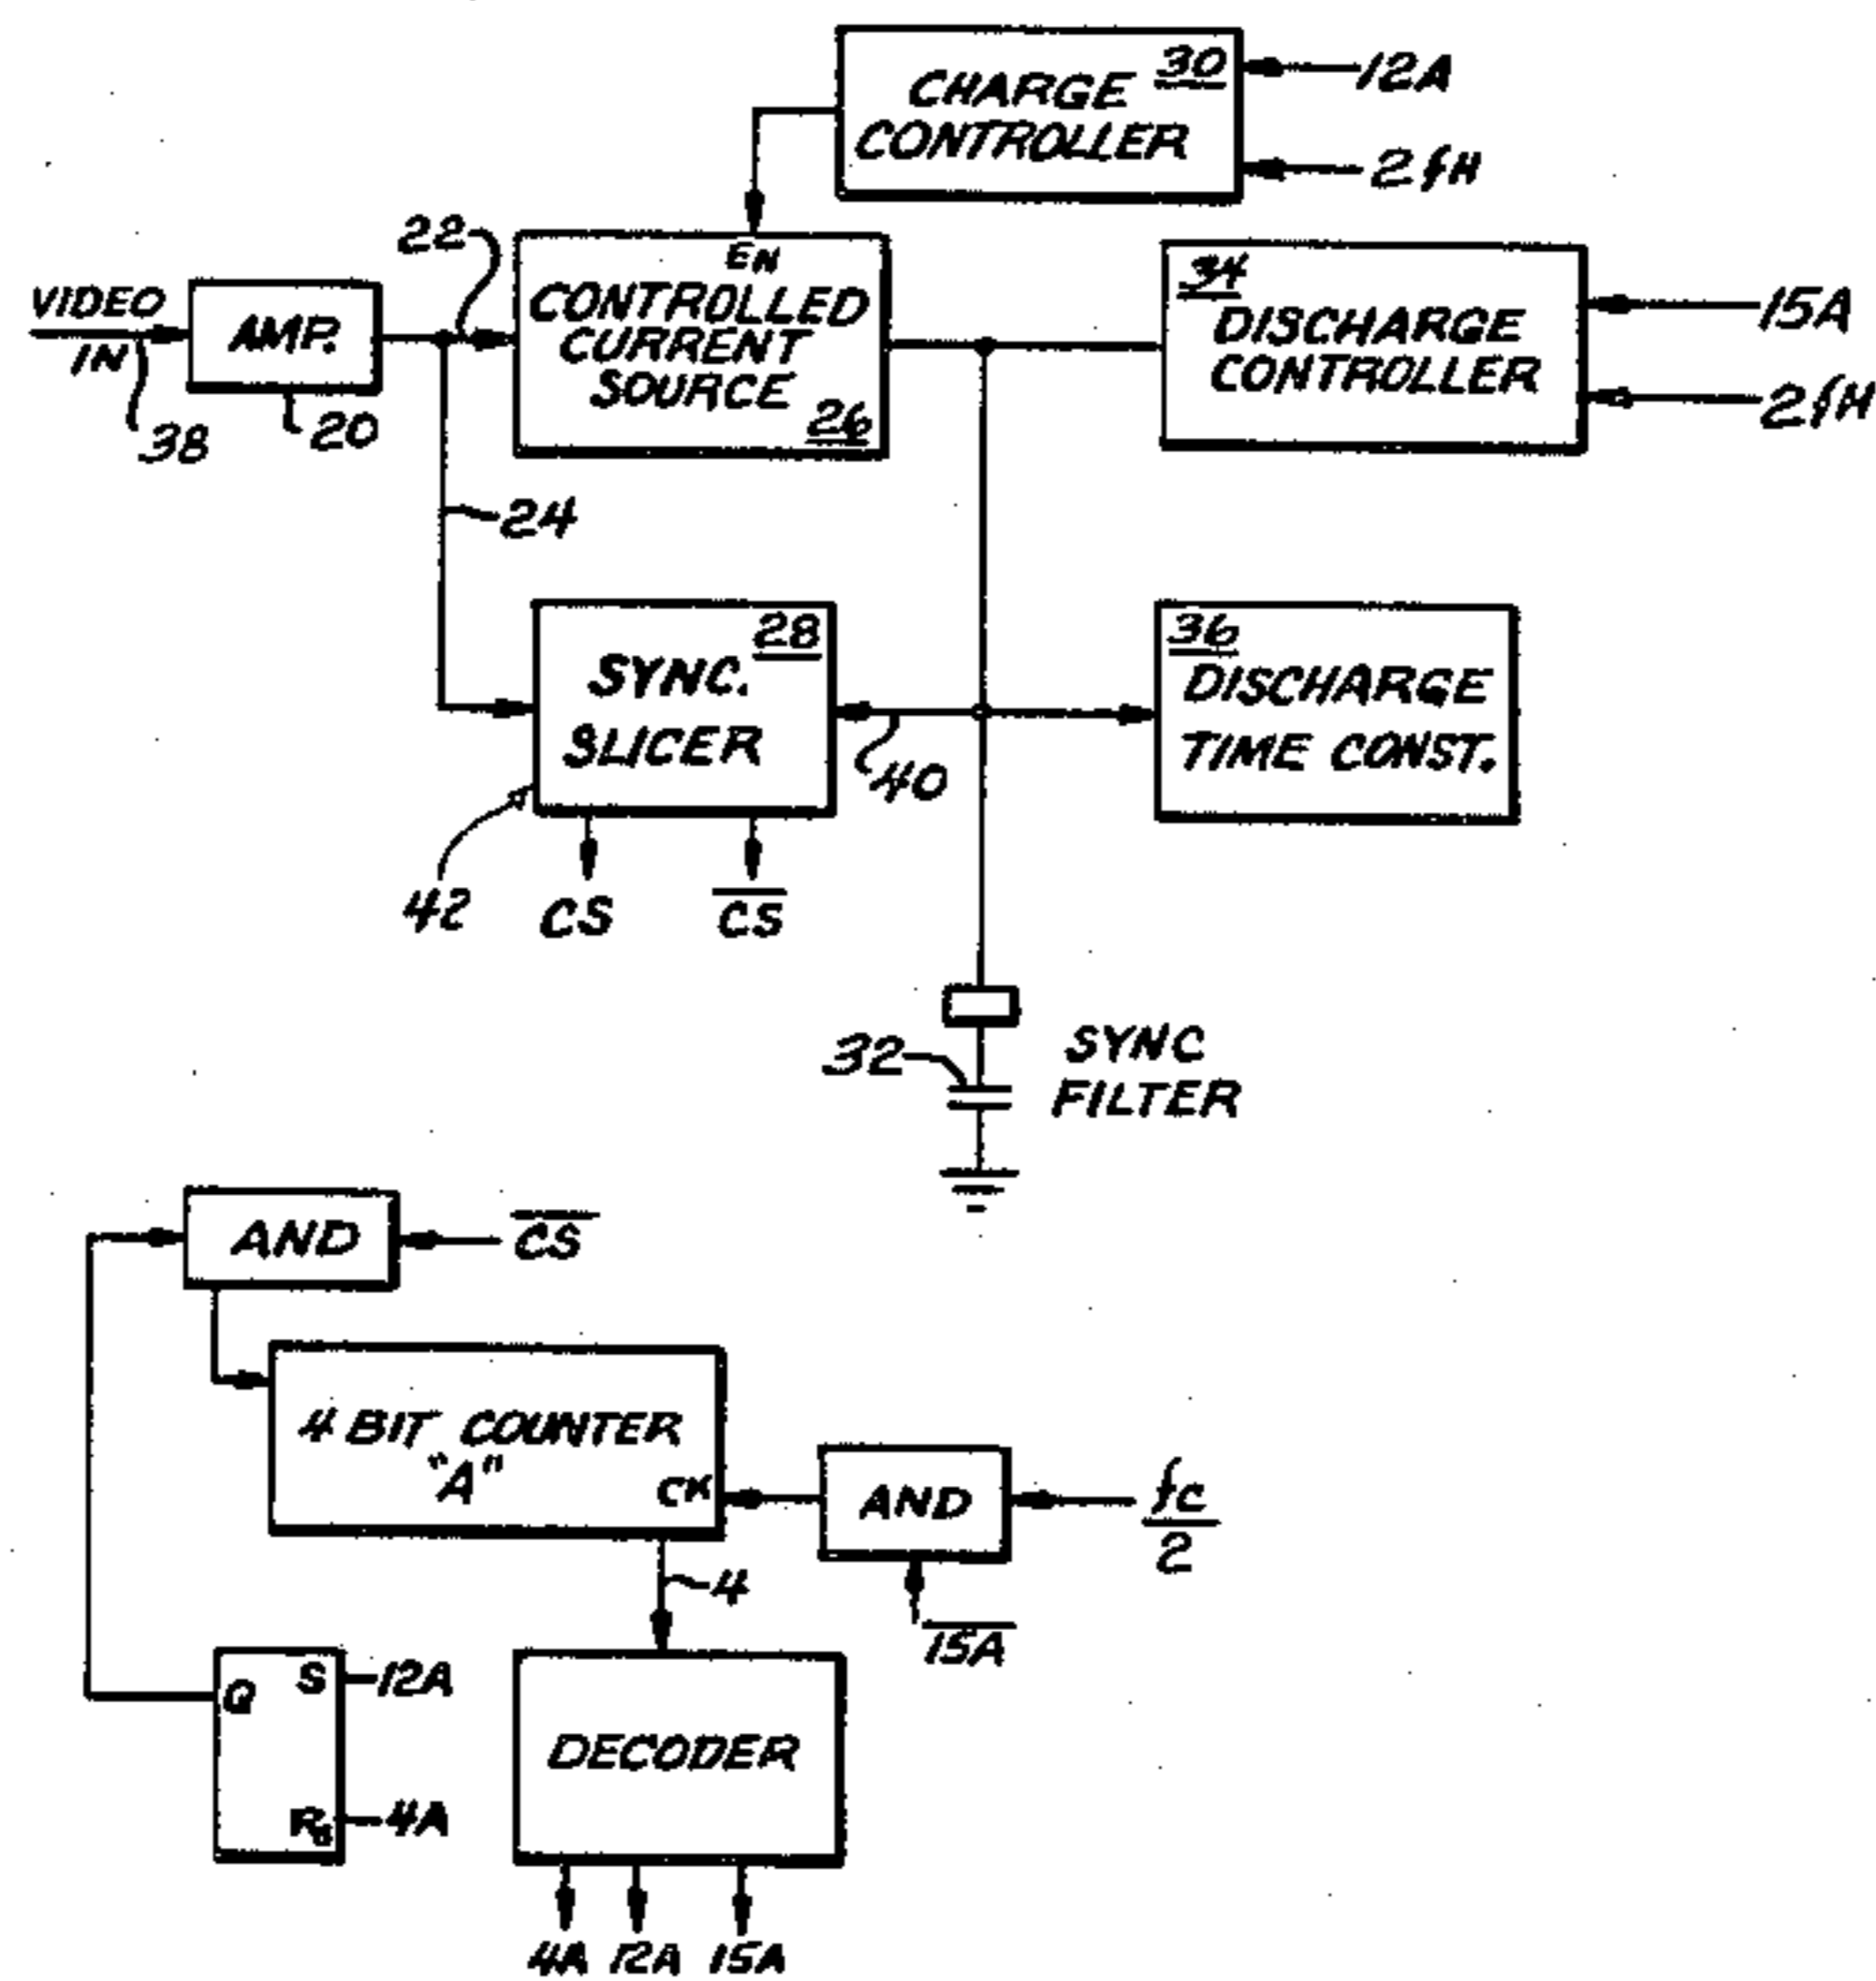 30
CHARGE
CONTROLLER
12A
2fH
22
EN
CONTROLLED
CURRENT
SOURCE
26
VIDEO
IN
AMP.
38
20
34
DISCHARGE
CONTROLLER
15A
2fH
24
28
SYNC.
SLICER
36
DISCHARGE
TIME CONST.
40
42
CS
CS
32
SYNC
FILTER
AND
CS
4 BIT COUNTER
"A"
CK
AND
fc
2
4
15A
Q
S
12A
4A
DECODER
4A 12A 15A